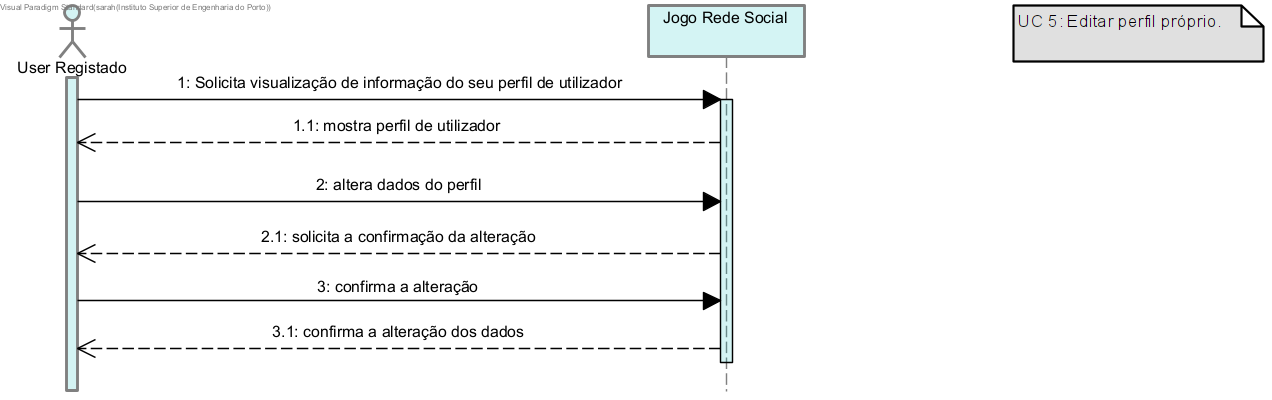 Visual Paradigm Standard(sarah(Instituto Superior de Engenharia do Porto))
User Registado
Jogo Rede Social
UC 5: Editar perfil próprio.
1: Solicita visualização de informação do seu perfil de utilizador
1.1: mostra perfil de utilizador
2: altera dados do perfil
2.1: solicita a confirmação da alteração
3: confirma a alteração
3.1: confirma a alteração dos dados